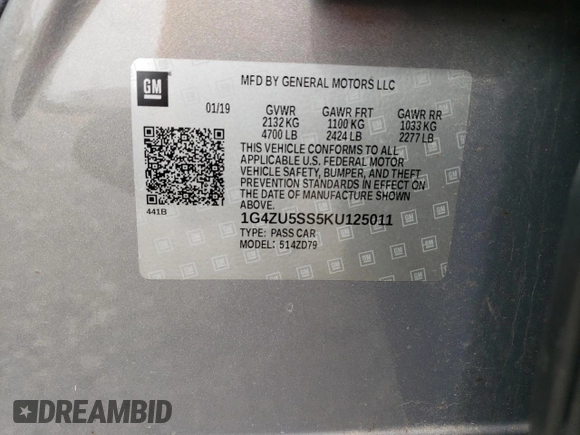 GM
MFD BY GENERAL MOTORS LLC
01/19 GVWR GAWR FRT GAWR RR
2132 KG 1100 KG 1033 KG
4700 LB 2424 LB 2277 LB
THIS VEHICLE CONFORMS TO ALL
APPLICABLE U.S. FEDERAL MOTOR
VEHICLE SAFETY, BUMPER, AND THEFT
PREVENTION STANDARDS IN EFFECT ON
THE DATE OF MANUFACTURE SHOWN
ABOVE.
441B
1G4ZU5SS5KU125011
TYPE: PASS CAR
MODEL: 514ZD79
DREAMBID